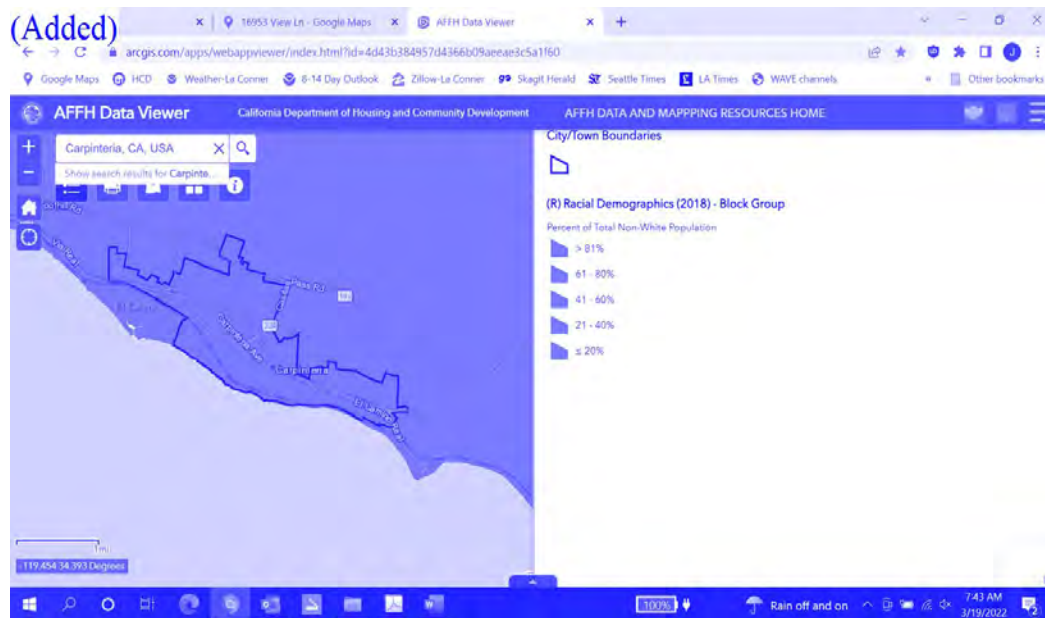 (Added)
16953 View Ln - Google Maps
AFFH Data Viewer
arcgis.com/apps/webappviewer/index.html?id=4d43b384957d4366b09aeeae3c5a1f60
Google Maps
HCD
Weather-La Conner
8-14 Day Outlook
Zillow-La Conner
Skagit Herald
Seattle Times
LA Times
WAVE channels
»
Other bookmarks
AFFH Data Viewer
California Department of Housing and Community Development
AFFH DATA AND MAPPPING RESOURCES HOME
Carpinteria, CA, USA
Show search results for Carpinte...
Via Real
Carpinteria Ave
Carpinteria
City/Town Boundaries
(R) Racial Demographics (2018) - Block Group
Percent of Total Non-White Population
> 81%
61 - 80%
41 - 60%
21 - 40%
≤ 20%
-119.454 34.393 Degrees
100%
Rain off and on
7:43 AM
3/19/2022